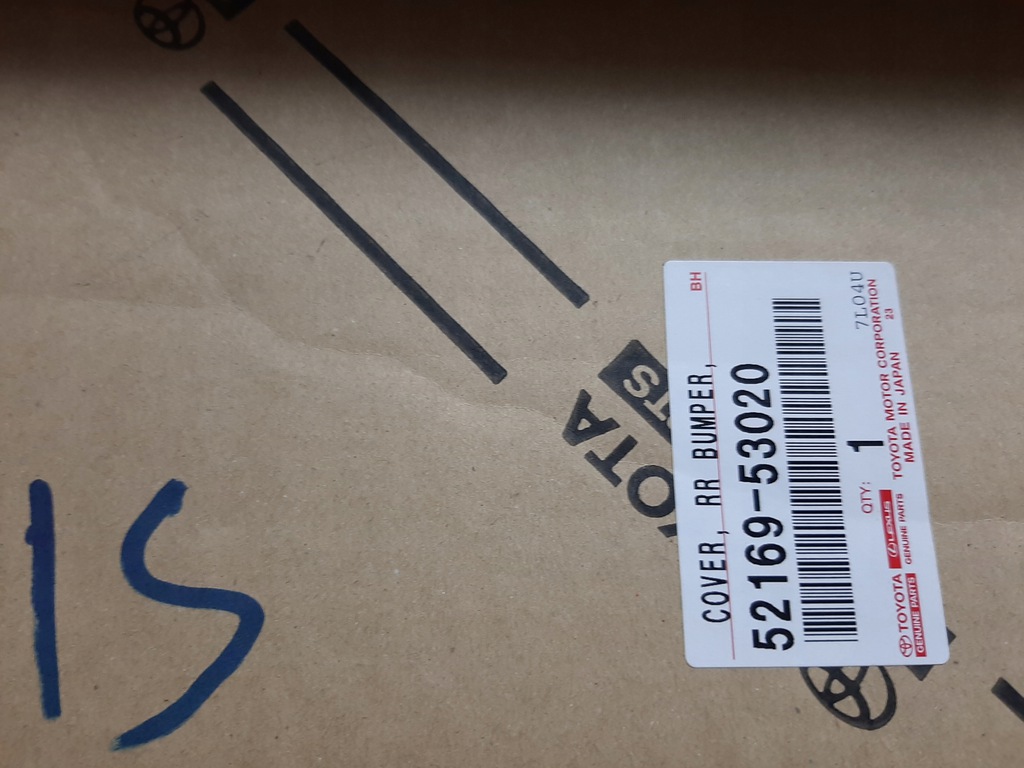 BH
COVER, RR BUMPER,
52169-53020
QTY: 1
7L04U
TOYOTA
GENUINE PARTS
LEXUS
GENUINE PARTS
TOYOTA MOTOR CORPORATION
MADE IN JAPAN 23
IS